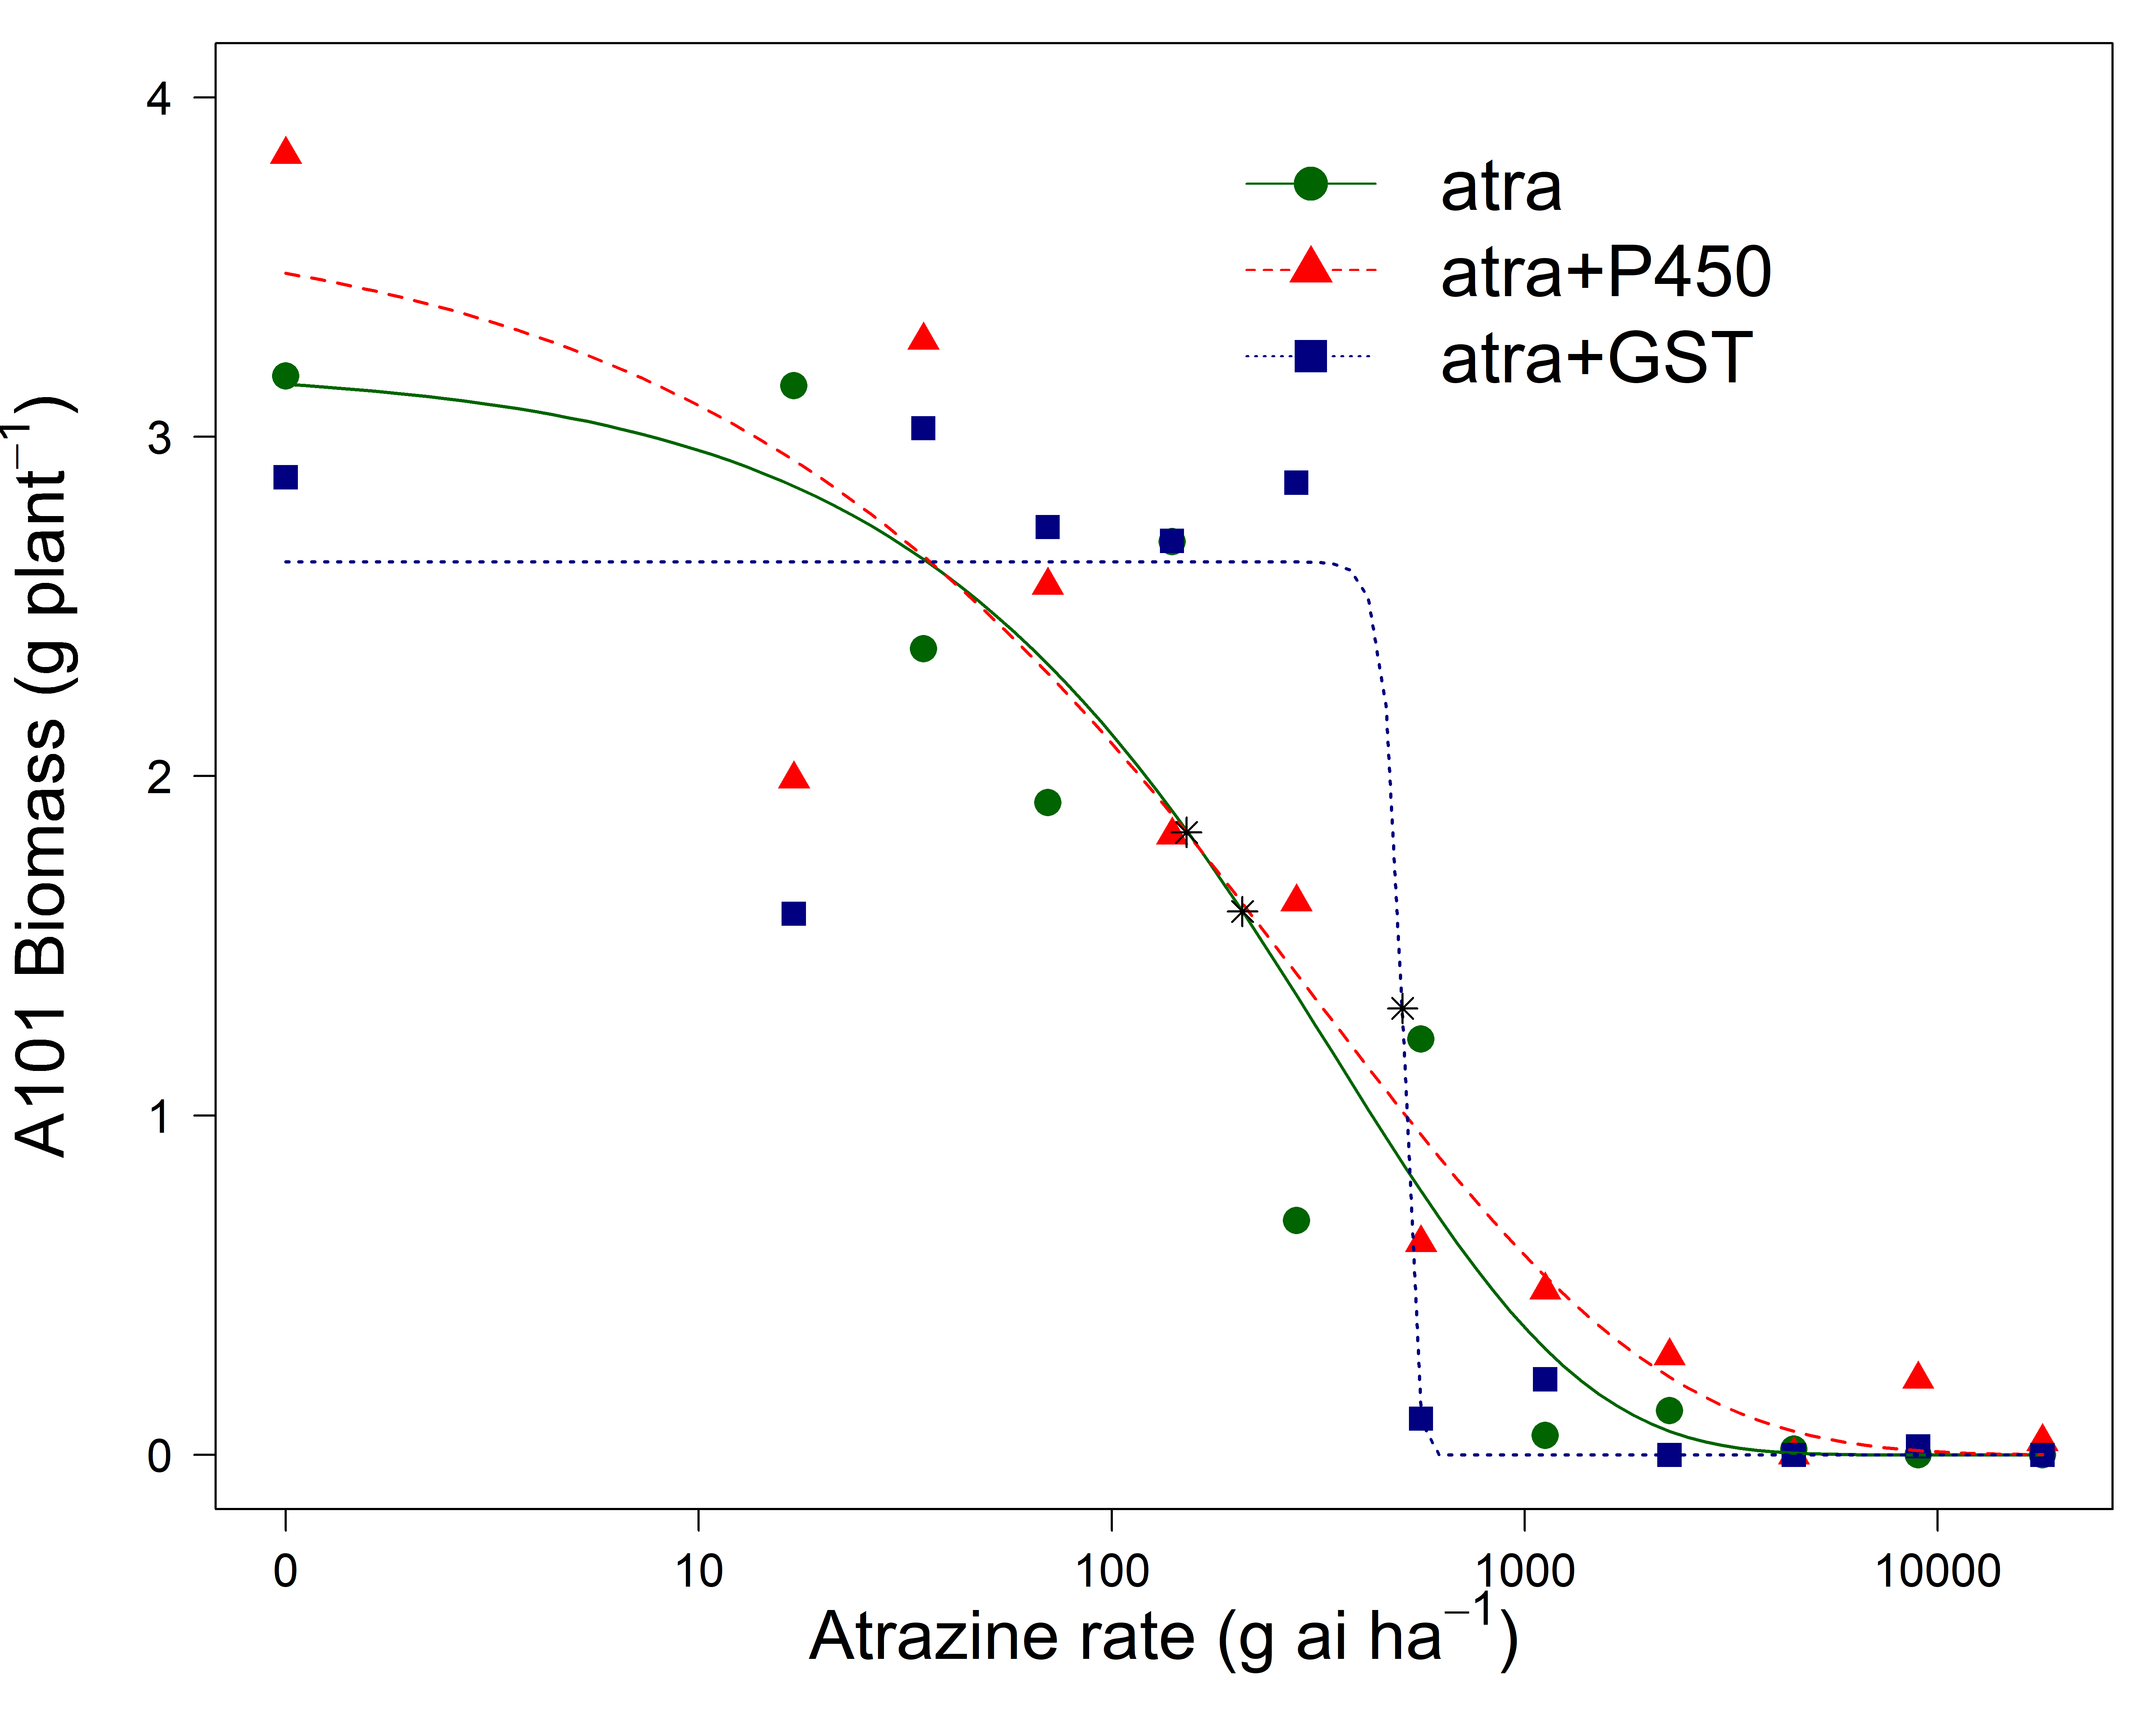 4
3
2
1
0
A101 Biomass (g plant⁻¹)
atra
atra+P450
atra+GST
0 10 100 1000 10000
Atrazine rate (g ai ha⁻¹)